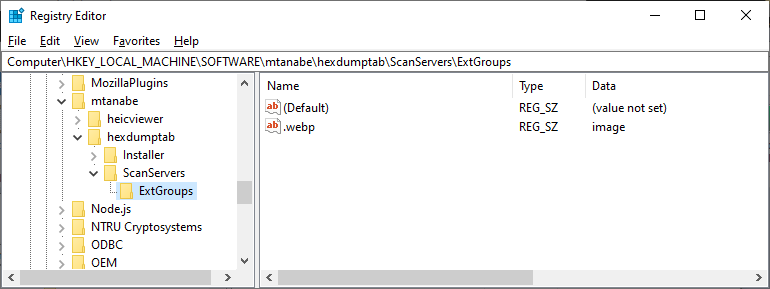 Registry Editor
File Edit View Favorites Help
Computer\HKEY_LOCAL_MACHINE\SOFTWARE\mtanabe\hexdumptab\ScanServers\ExtGroups
MozillaPlugins
mtanabe
heicviewer
hexdumptab
Installer
ScanServers
ExtGroups
Node.js
NTRU Cryptosystems
ODBC
OEM
Name Type Data
ab (Default) REG_SZ (value not set)
ab .webp REG_SZ image